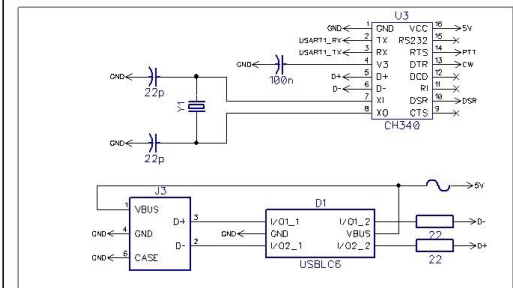 U3
GND 1 GND VCC 16 5V
USART1_RX 2 TX RS232 15
USART1_TX 3 RX RTS 14 PTT
GND 100n 4 V3 DTR 13 CW
D+ 5 D+ DCD 12
D- 6 D- RI 11
7 XI DSR 10 DSR
8 XO CTS 9
CH340
GND 22p
Y1
GND 22p
J3
1 VBUS
GND 4 GND
GND 6 CASE
D+ 3
D- 2
D1
I/O1_1 I/O1_2
GND GND VBUS
I/O2_1 I/O2_2
USBLC6
5V
22 D-
22 D+